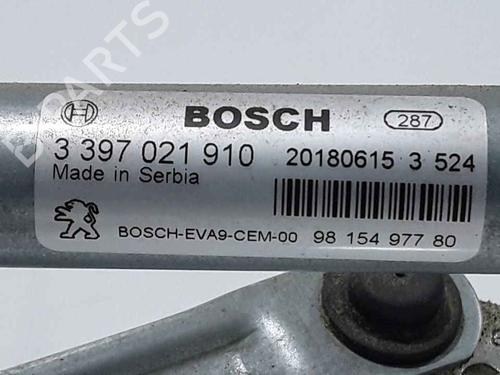 BOSCH 287
3 397 021 910 20180615 3 524
Made in Serbia
BOSCH-EVA9-CEM-00 98 154 977 80
PARTS